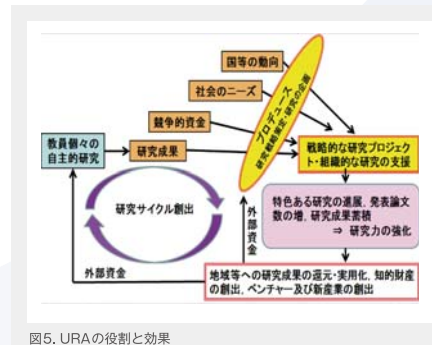 国等の動向
社会のニーズ
競争的資金
教員個々の
自主的研究
研究成果
プロデュース
研究戦略策定・研究の企画
戦略的な研究プロジェク
ト・組織的な研究の支援
研究サイクル創出
特色ある研究の進展、発表論文
数の増、研究成果蓄積
⇒ 研究力の強化
外部資金
外部資金
地域等への研究成果の還元・実用化、知的財産
の創出、ベンチャー及び新産業の創出
図5. URAの役割と効果